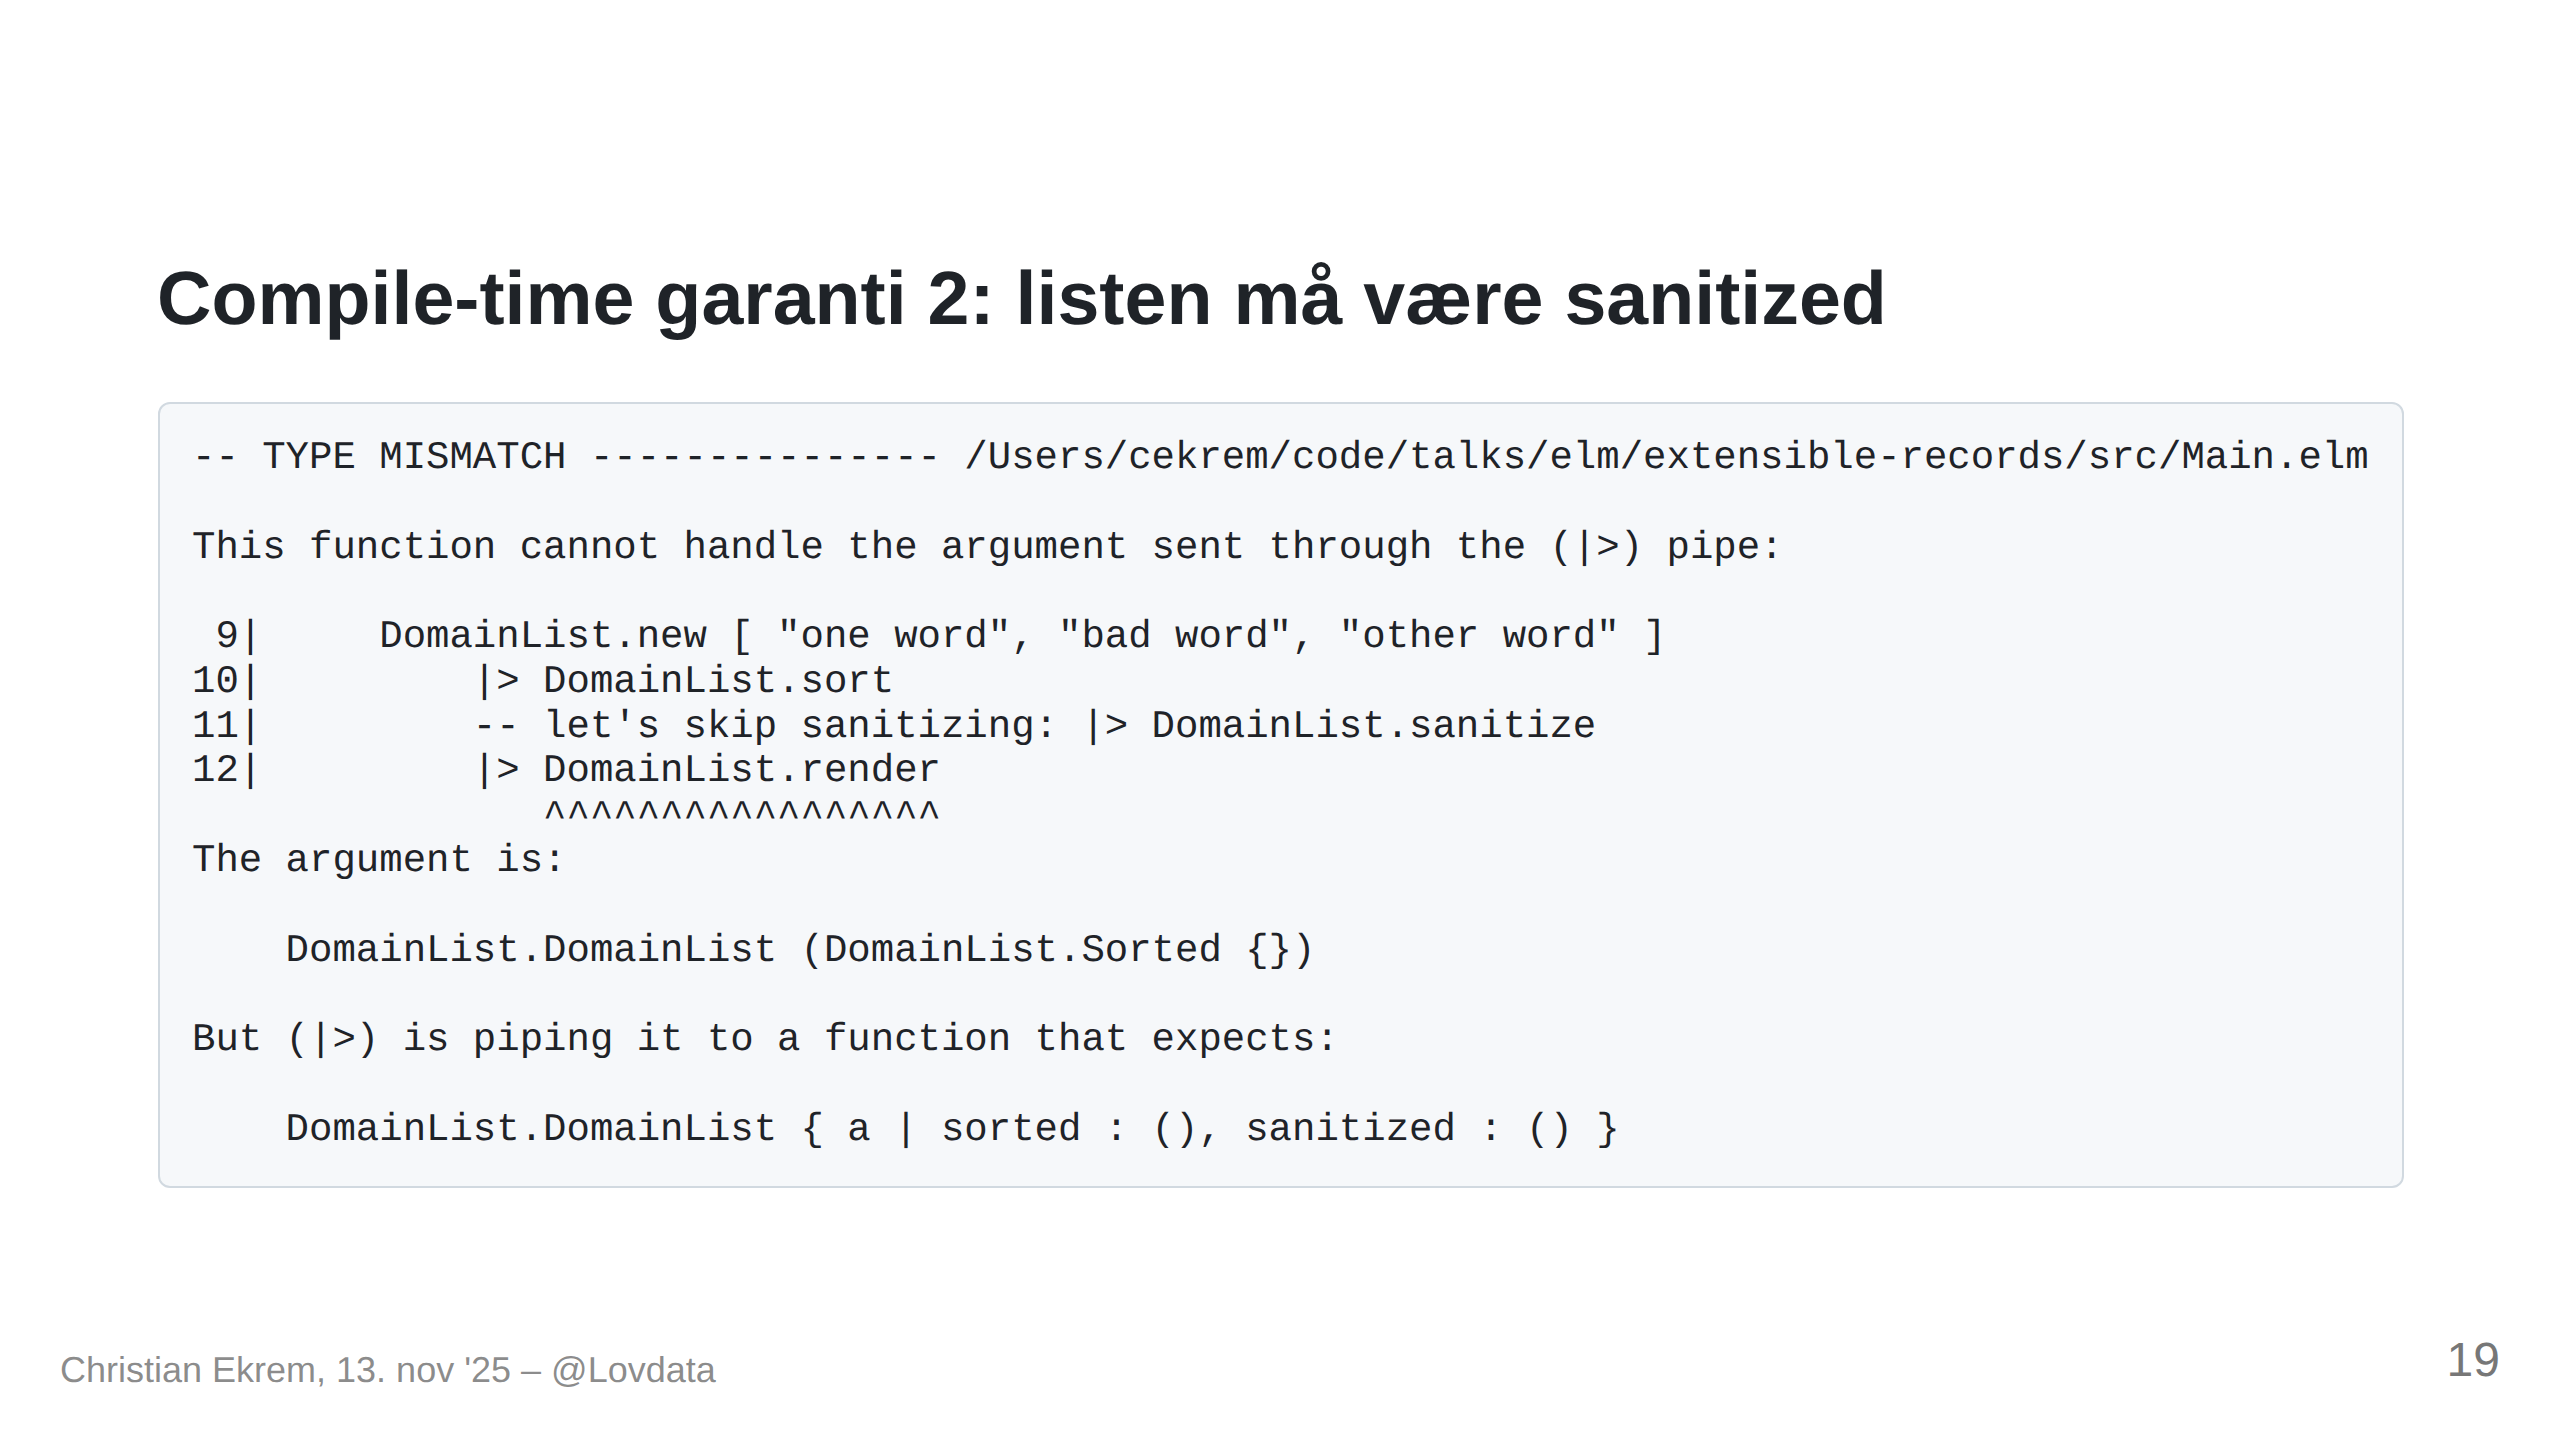 Compile-time garanti 2: listen må være sanitized
-- TYPE MISMATCH --------------- /Users/cekrem/code/talks/elm/extensible-records/src/Main.elm
This function cannot handle the argument sent through the (|>) pipe:
 9|     DomainList.new [ "one word", "bad word", "other word" ]
10|         |> DomainList.sort
11|         -- let's skip sanitizing: |> DomainList.sanitize
12|         |> DomainList.render
               ^^^^^^^^^^^^^^^^^
The argument is:
    DomainList.DomainList (DomainList.Sorted {})
But (|>) is piping it to a function that expects:
    DomainList.DomainList { a | sorted : (), sanitized : () }
Christian Ekrem, 13. nov '25 – @Lovdata
19